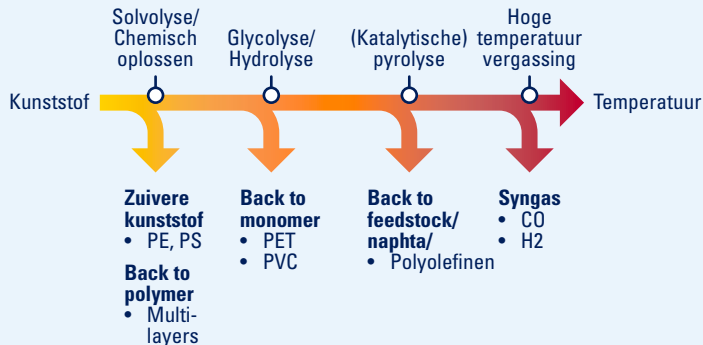 Solvolyse/
Chemisch
oplossen
Glycolyse/
Hydrolyse
(Katalytische)
pyrolyse
Hoge
temperatuur
vergassing
Kunststof
Temperatuur
Zuivere
kunststof
• PE, PS
Back to
polymer
• Multi-
layers
Back to
monomer
• PET
• PVC
Back to
feedstock/
naphta/
• Polyolefinen
Syngas
• CO
• H2